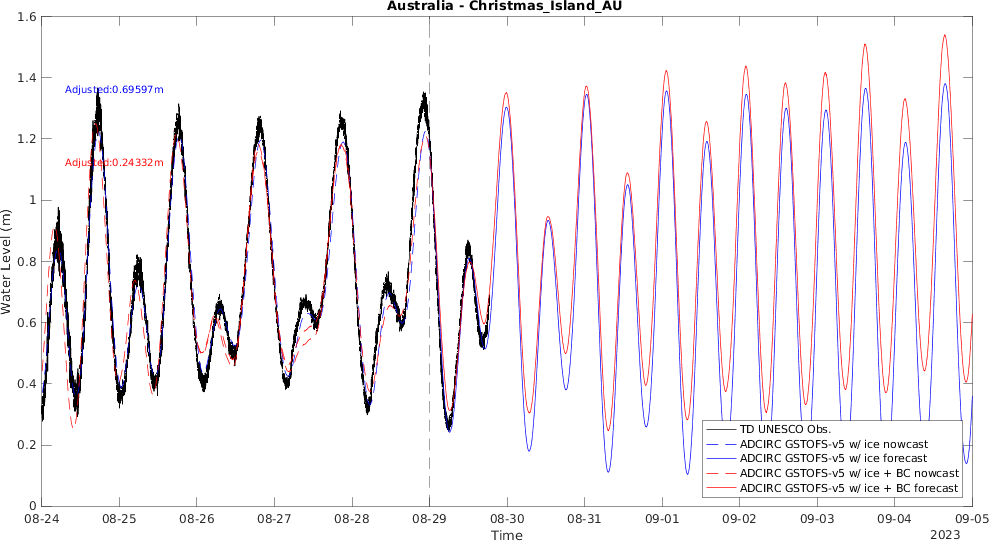 Australia - Christmas_Island_AU
1.6
1.4
1.2
1
0.8
0.6
0.4
0.2
0
Water Level (m)
Adjusted:0.69597m
Adjusted:0.24332m
TD UNESCO Obs.
ADCIRC GSTOFS-v5 w/ ice nowcast
ADCIRC GSTOFS-v5 w/ ice forecast
ADCIRC GSTOFS-v5 w/ ice + BC nowcast
ADCIRC GSTOFS-v5 w/ ice + BC forecast
08-24 08-25 08-26 08-27 08-28 08-29 08-30 08-31 09-01 09-02 09-03 09-04 09-05
Time
2023